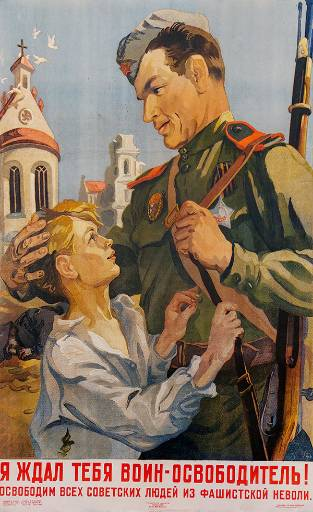 Я ЖДАЛ ТЕБЯ ВОИН-ОСВОБОДИТЕЛЬ!
ОСВОБОДИМ ВСЕХ СОВЕТСКИХ ЛЮДЕЙ ИЗ ФАШИСТСКОЙ НЕВОЛИ.